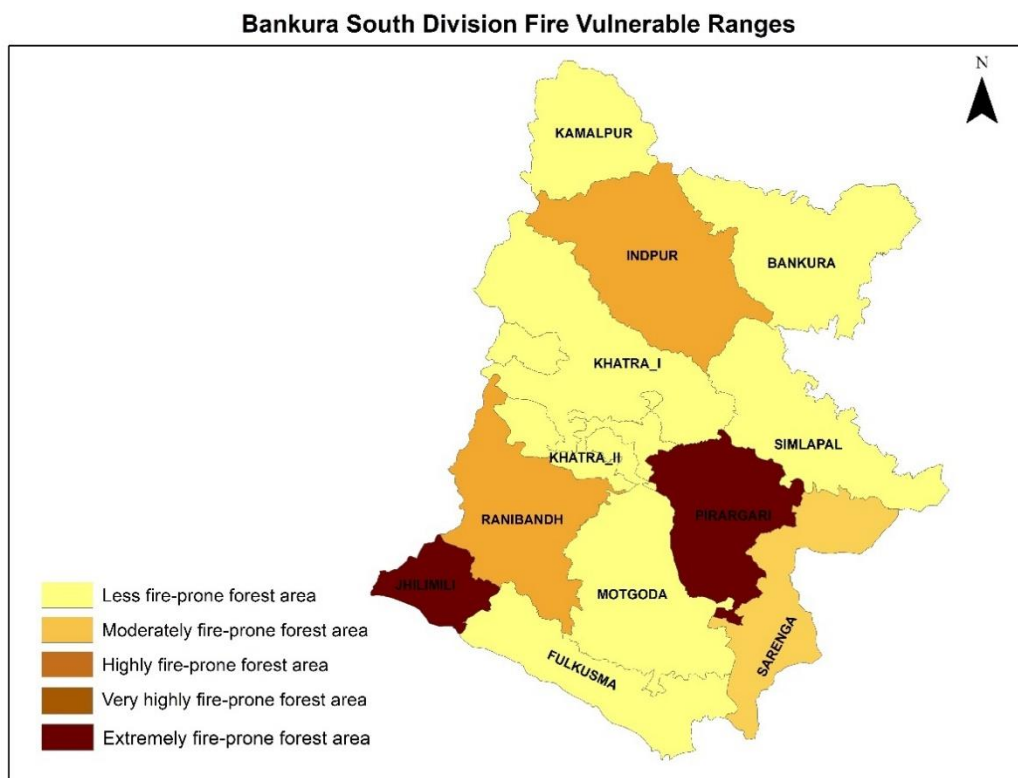 Bankura South Division Fire Vulnerable Ranges
N
KAMALPUR
INDPUR
BANKURA
KHATRA_I
SIMLAPAL
KHATRA_II
RANIBANDH
PIRARGARI
JHILIMILI
MOTGODA
SARENGA
FULKUSMA
Less fire-prone forest area
Moderately fire-prone forest area
Highly fire-prone forest area
Very highly fire-prone forest area
Extremely fire-prone forest area